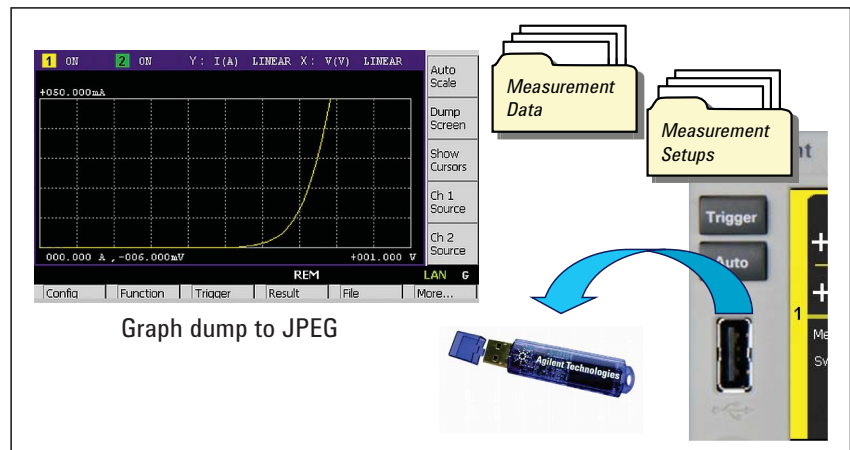 1 ON 2 ON Y: I(A) LINEAR X: V(V) LINEAR
+050.000mA
000.000 A ,-006.000mV +001.000 V
REM LAN G
Auto
Scale
Dump
Screen
Show
Cursors
Ch 1
Source
Ch 2
Source
Config Function Trigger Result File More...
Graph dump to JPEG
Measurement
Data
Measurement
Setups
Trigger
Auto
1
+
+
Me
Sv
Agilent Technologies